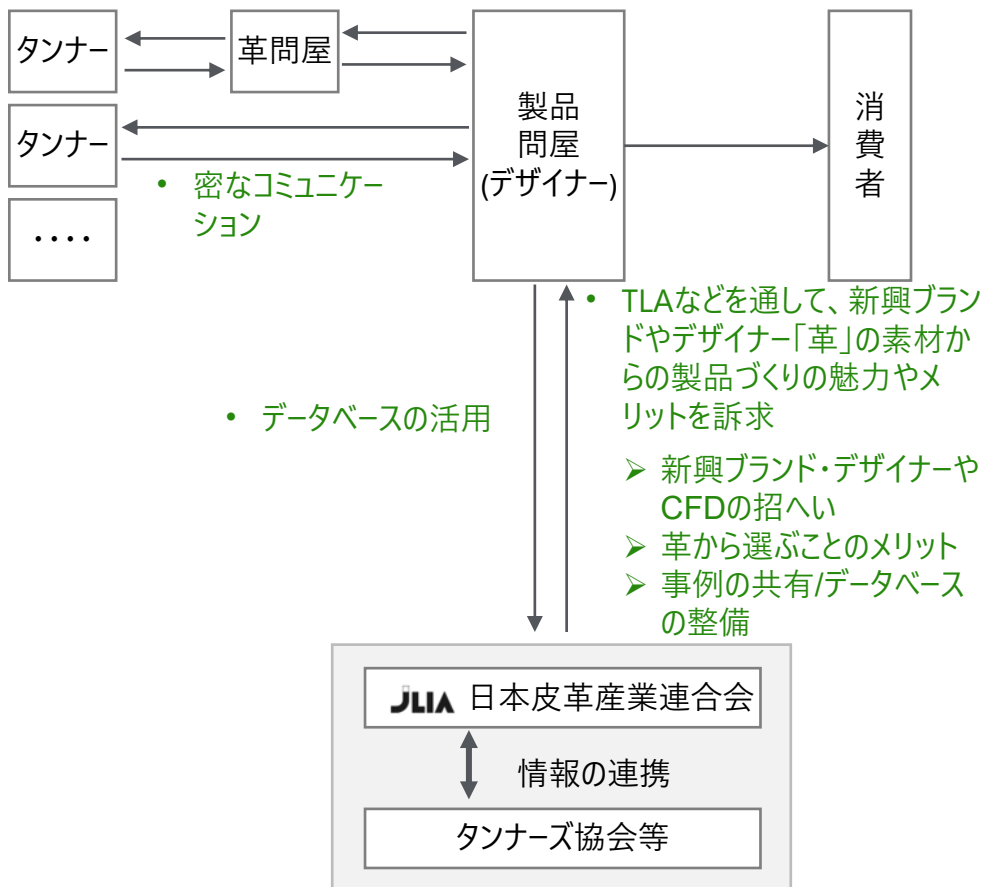 タンナー
革問屋
タンナー
・・・・
製品
問屋
(デザイナー)
消
費
者
• 密なコミュニケー
ション
• TLAなどを通して、新興ブラン
ドやデザイナー「革」の素材か
らの製品づくりの魅力やメ
リットを訴求
➢ 新興ブランド・デザイナーや
CFDの招へい
➢ 革から選ぶことのメリット
➢ 事例の共有/データベース
の整備
• データベースの活用
JLIA 日本皮革産業連合会
情報の連携
タンナーズ協会等